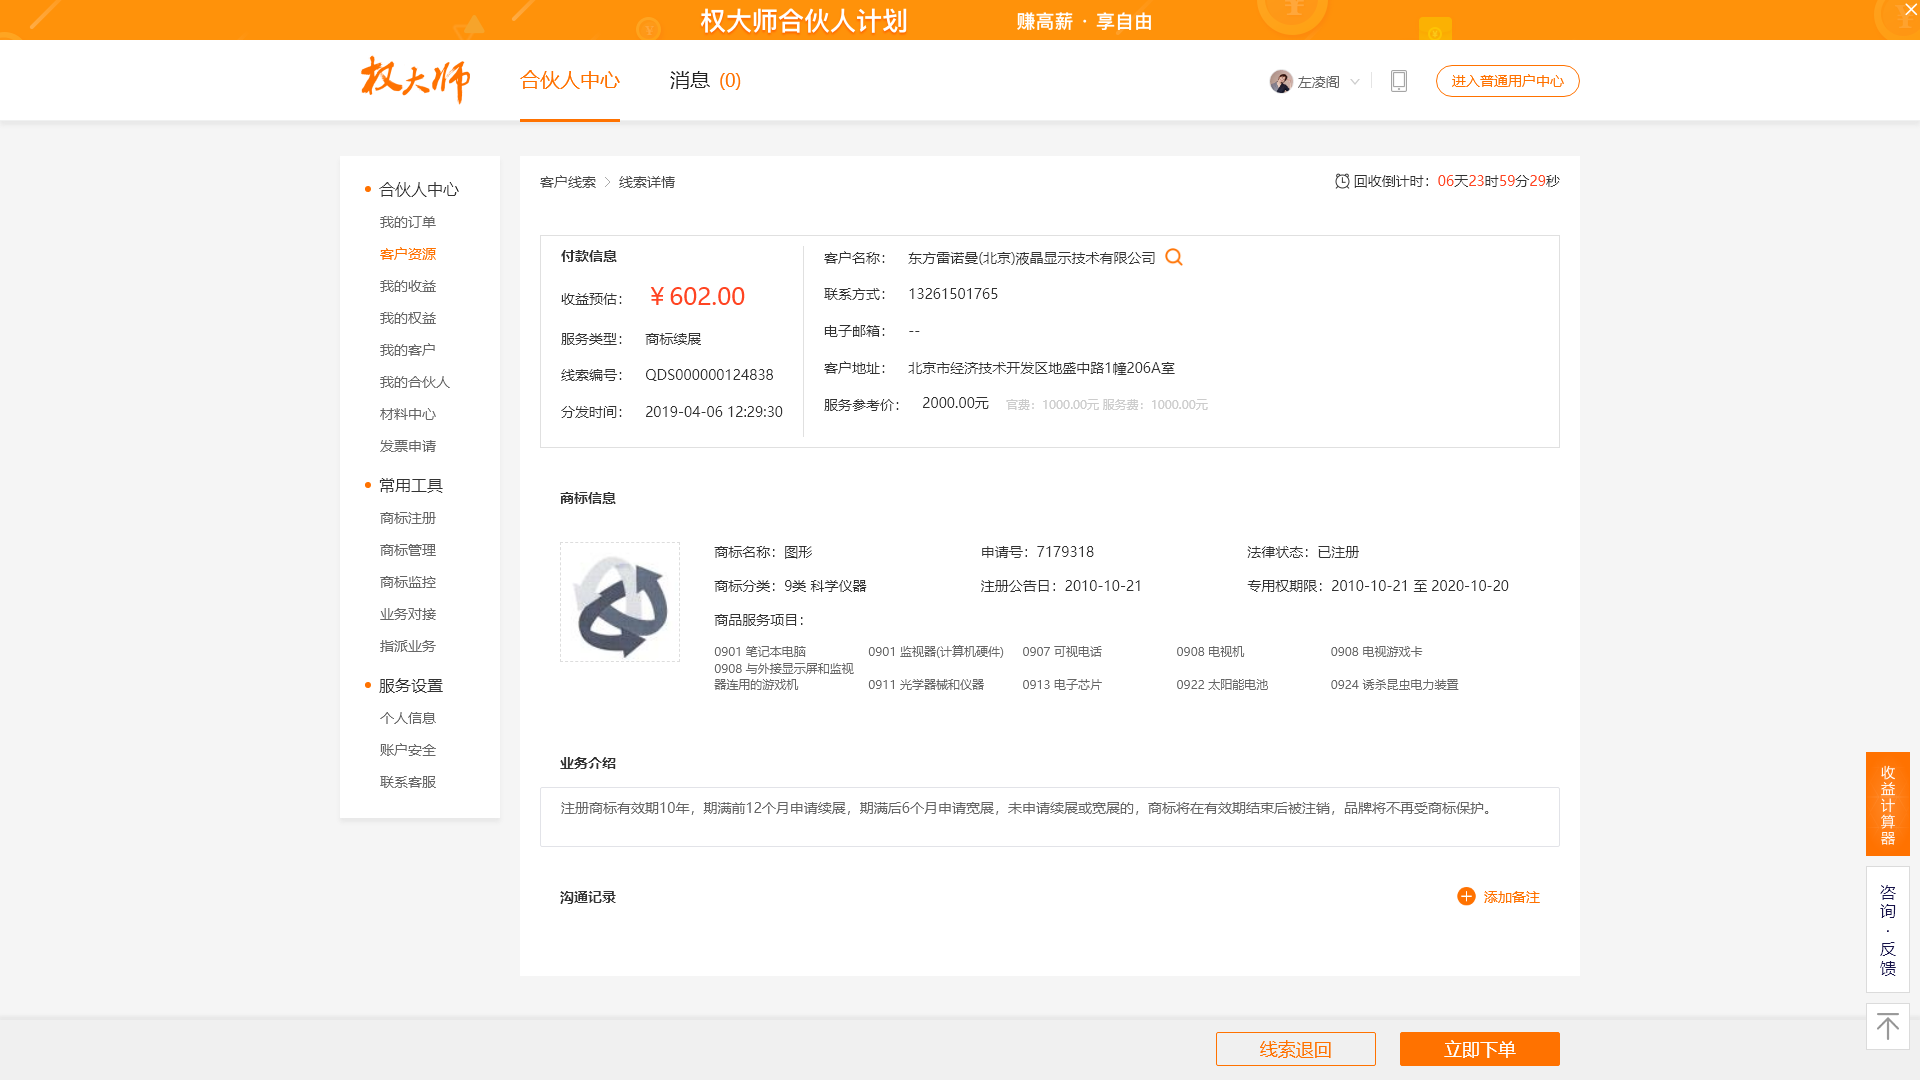 权大师合伙人计划 赚高薪 · 享自由
权大师 合伙人中心 消息 (0) 左凌阁 进入普通用户中心
合伙人中心
我的订单
客户资源
我的收益
我的权益
我的客户
我的合伙人
材料中心
发票申请
常用工具
商标注册
商标管理
商标监控
业务对接
指派业务
服务设置
个人信息
账户安全
联系客服
客户线索 > 线索详情 回收倒计时：06天23时59分29秒
付款信息
收益预估： ￥602.00
服务类型： 商标续展
线索编号： QDS000000124838
分发时间： 2019-04-06 12:29:30
客户名称： 东方雷诺曼(北京)液晶显示技术有限公司
联系方式： 13261501765
电子邮箱： --
客户地址： 北京市经济技术开发区地盛中路1幢206A室
服务参考价： 2000.00元 官费：1000.00元 服务费：1000.00元
商标信息
商标名称：图形 申请号：7179318 法律状态：已注册
商标分类：9类 科学仪器 注册公告日：2010-10-21 专用权期限：2010-10-21 至 2020-10-20
商品服务项目：
0901 笔记本电脑 0901 监视器(计算机硬件) 0907 可视电话 0908 电视机 0908 电视游戏卡
0908 与外接显示屏和监视
器连用的游戏机 0911 光学器械和仪器 0913 电子芯片 0922 太阳能电池 0924 诱杀昆虫电力装置
业务介绍
注册商标有效期10年，期满前12个月申请续展，期满后6个月申请宽展，未申请续展或宽展的，商标将在有效期结束后被注销，品牌将不再受商标保护。
沟通记录 添加备注
收益计算器
咨询·反馈
线索退回 立即下单